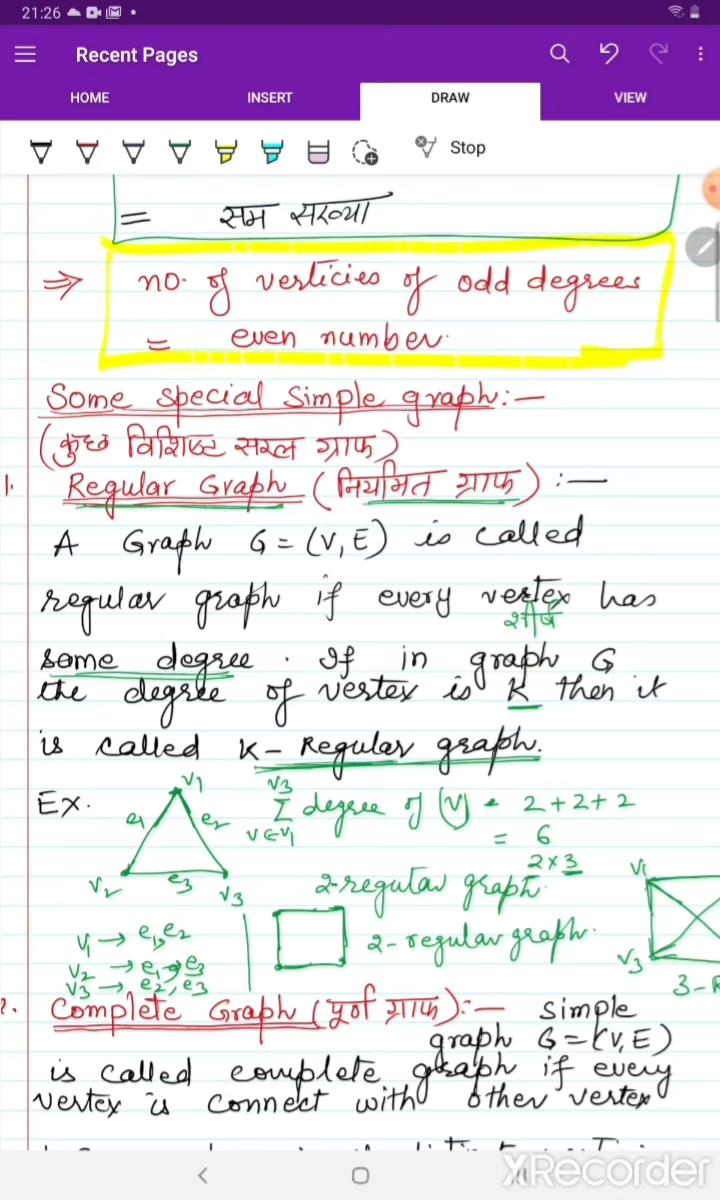 21:26
Recent Pages
HOME INSERT DRAW VIEW
Stop
= सम संख्या
⇒ no. of verticies of odd degrees
= even number.
Some special simple graph:-
(कुछ विशिष्ट सरल ग्राफ)
1. Regular Graph (नियमित ग्राफ) :-
A Graph G = (V, E) is called
regular graph if every vertex has
शीर्ष
same degree. If in graph G
the degree of vertex is K then it
is called K- Regular graph.
Ex. v1 e1 e2 v2 e3 v3
v3 Σ v∈v1 degree of (v) = 2+2+2
= 6
2×3
2-regular graph.
v1 → e1, e2
v2 → e1, e3
v3 → e2, e3
2-regular graph.
v1
v3
3-R
2. Complete Graph (पूर्ण ग्राफ):- simple
graph G=(V,E)
is called complete graph if every
vertex is connect with other vertex
XRecorder